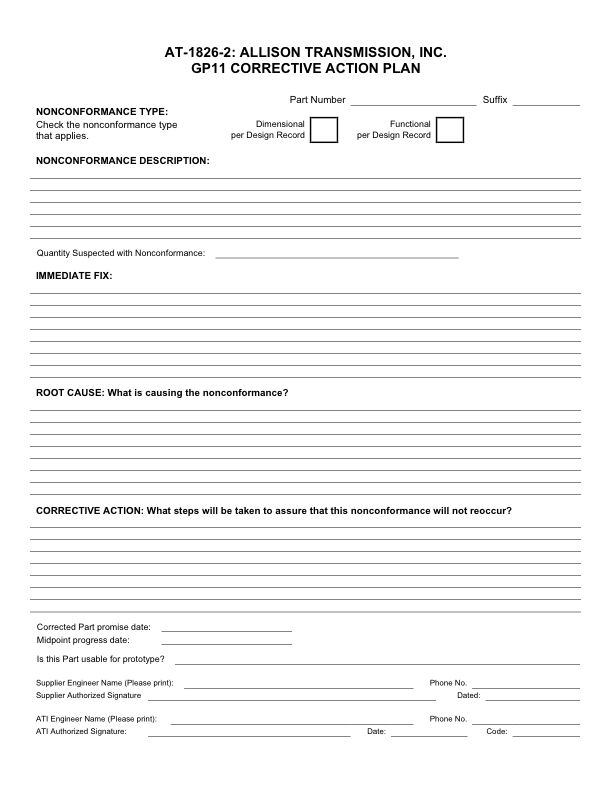 AT-1826-2: ALLISON TRANSMISSION, INC.
GP11 CORRECTIVE ACTION PLAN
Part Number Suffix
NONCONFORMANCE TYPE:
Check the nonconformance type
that applies.
Dimensional
per Design Record
Functional
per Design Record
NONCONFORMANCE DESCRIPTION:
Quantity Suspected with Nonconformance:
IMMEDIATE FIX:
ROOT CAUSE: What is causing the nonconformance?
CORRECTIVE ACTION: What steps will be taken to assure that this nonconformance will not reoccur?
Corrected Part promise date:
Midpoint progress date:
Is this Part usable for prototype?
Supplier Engineer Name (Please print): Phone No.
Supplier Authorized Signature Dated:
ATI Engineer Name (Please print): Phone No.
ATI Authorized Signature: Date: Code: